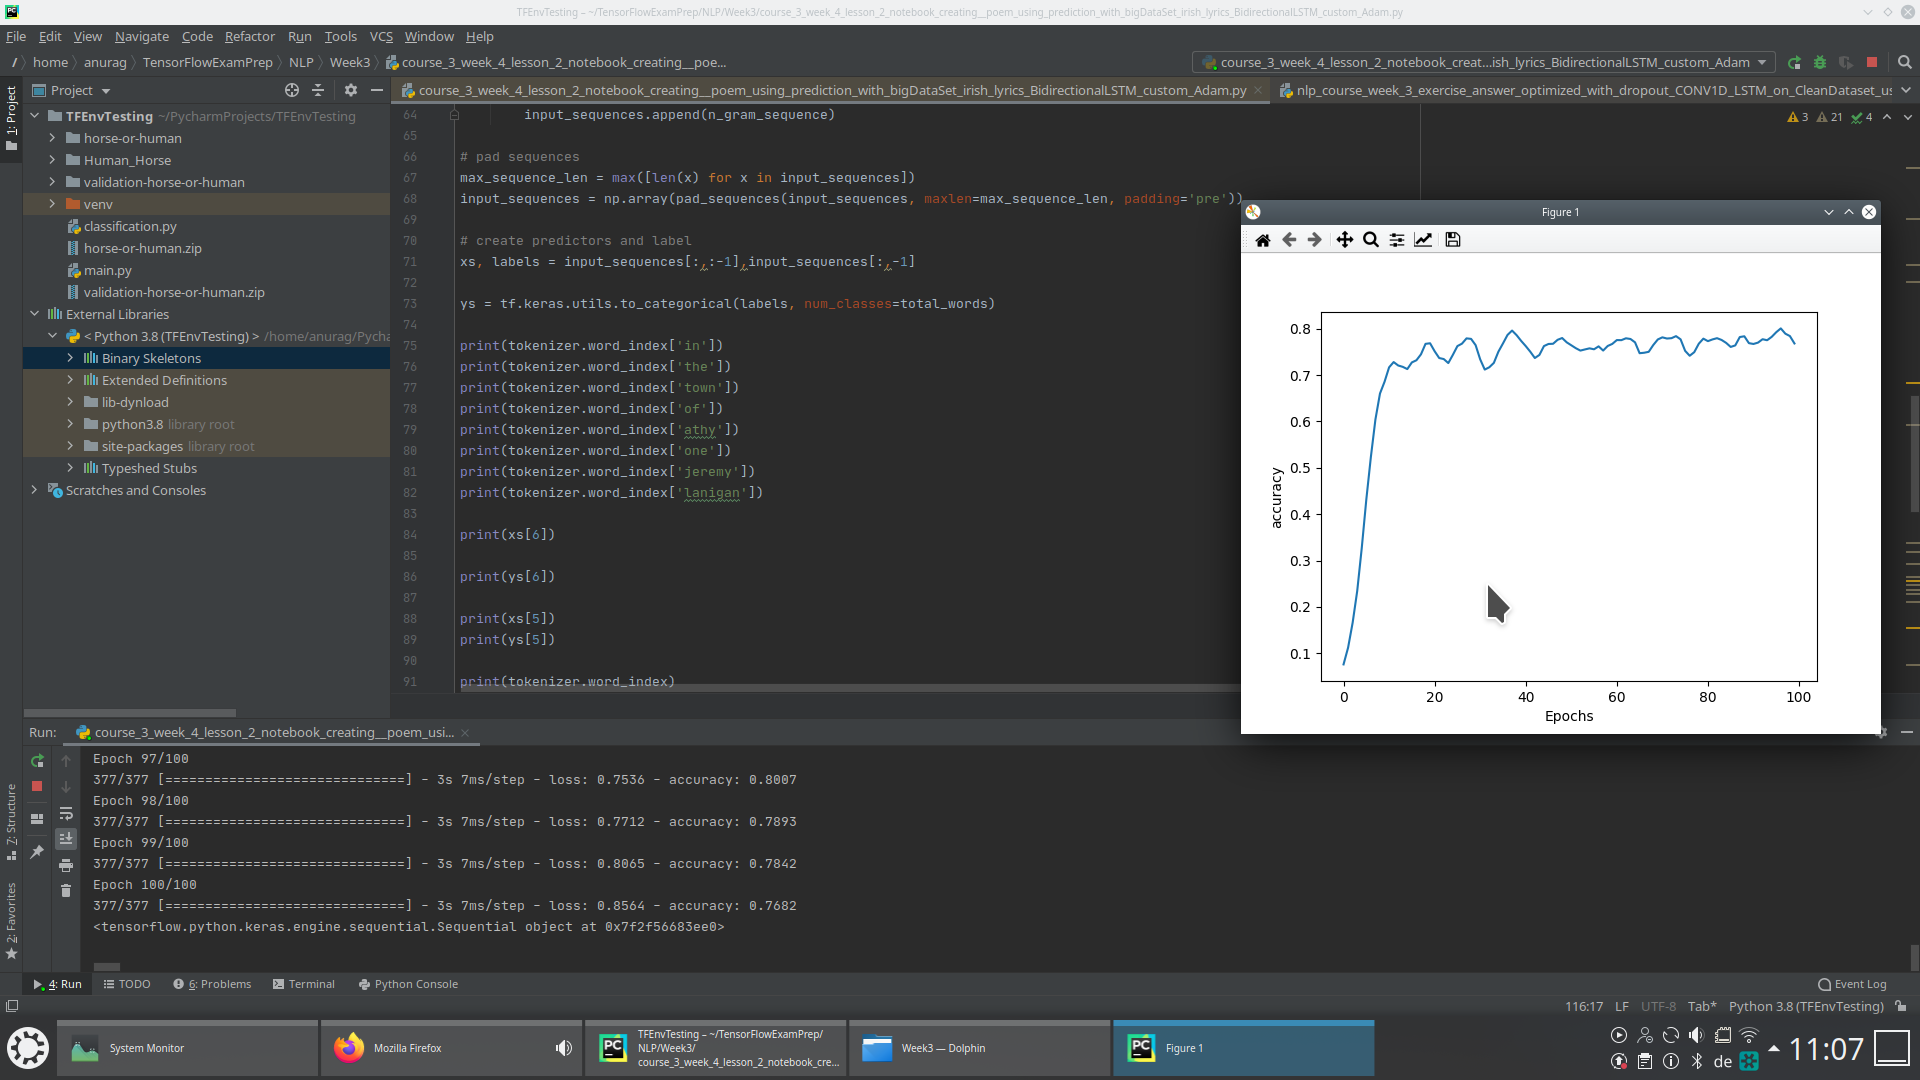 TFEnvTesting – ~/TensorFlowExamPrep/NLP/Week3/course_3_week_4_lesson_2_notebook_creating__poem_using_prediction_with_bigDataSet_irish_lyrics_BidirectionalLSTM_custom_Adam.py
File Edit View Navigate Code Refactor Run Tools VCS Window Help
/ home anurag TensorFlowExamPrep NLP Week3 course_3_week_4_lesson_2_notebook_creating__poe...
course_3_week_4_lesson_2_notebook_creat...ish_lyrics_BidirectionalLSTM_custom_Adam
1: Project
Project
course_3_week_4_lesson_2_notebook_creating__poem_using_prediction_with_bigDataSet_irish_lyrics_BidirectionalLSTM_custom_Adam.py
nlp_course_week_3_exercise_answer_optimized_with_dropout_CONV1D_LSTM_on_CleanDataset_us
TFEnvTesting ~/PycharmProjects/TFEnvTesting
horse-or-human
Human_Horse
validation-horse-or-human
venv
classification.py
horse-or-human.zip
main.py
validation-horse-or-human.zip
External Libraries
< Python 3.8 (TFEnvTesting) > /home/anurag/Pycha
Binary Skeletons
Extended Definitions
lib-dynload
python3.8 library root
site-packages library root
Typeshed Stubs
Scratches and Consoles
3 21 4
64 input_sequences.append(n_gram_sequence)
65
66 # pad sequences
67 max_sequence_len = max([len(x) for x in input_sequences])
68 input_sequences = np.array(pad_sequences(input_sequences, maxlen=max_sequence_len, padding='pre'))
69
70 # create predictors and label
71 xs, labels = input_sequences[:,:-1],input_sequences[:,-1]
72
73 ys = tf.keras.utils.to_categorical(labels, num_classes=total_words)
74
75 print(tokenizer.word_index['in'])
76 print(tokenizer.word_index['the'])
77 print(tokenizer.word_index['town'])
78 print(tokenizer.word_index['of'])
79 print(tokenizer.word_index['athy'])
80 print(tokenizer.word_index['one'])
81 print(tokenizer.word_index['jeremy'])
82 print(tokenizer.word_index['lanigan'])
83
84 print(xs[6])
85
86 print(ys[6])
87
88 print(xs[5])
89 print(ys[5])
90
91 print(tokenizer.word_index)
Figure 1
0.8
0.7
0.6
0.5
0.4
0.3
0.2
0.1
accuracy
0 20 40 60 80 100
Epochs
Run: course_3_week_4_lesson_2_notebook_creating__poem_usi...
Epoch 97/100
377/377 [==============================] - 3s 7ms/step - loss: 0.7536 - accuracy: 0.8007
Epoch 98/100
377/377 [==============================] - 3s 7ms/step - loss: 0.7712 - accuracy: 0.7893
Epoch 99/100
377/377 [==============================] - 3s 7ms/step - loss: 0.8065 - accuracy: 0.7842
Epoch 100/100
377/377 [==============================] - 3s 7ms/step - loss: 0.8564 - accuracy: 0.7682
<tensorflow.python.keras.engine.sequential.Sequential object at 0x7f2f56683ee0>
7: Structure
2: Favorites
4: Run TODO 6: Problems Terminal Python Console Event Log
116:17 LF UTF-8 Tab* Python 3.8 (TFEnvTesting)
System Monitor
Mozilla Firefox
PC
TFEnvTesting – ~/TensorFlowExamPrep/
NLP/Week3/
course_3_week_4_lesson_2_notebook_cre...
Week3 — Dolphin
PC
Figure 1
de
11:07